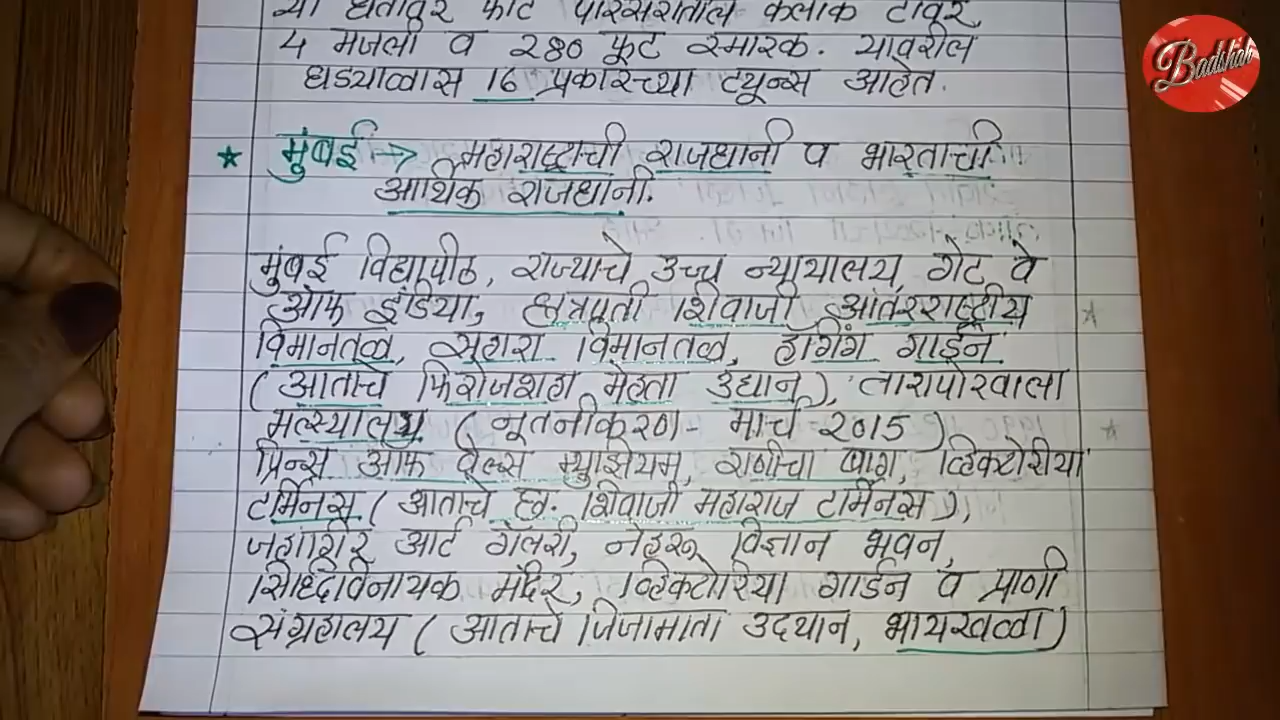 फोर्ट परिसरातील क्लॉक टॉवर,
4 मजली व 280 फूट स्मारक. यावरील
घड्याळास 16 प्रकारच्या ट्यून्स आहेत.
★ मुंबई → महाराष्ट्राची राजधानी व भारताची
आर्थिक राजधानी.
मुंबई विद्यापीठ, राज्याचे उच्च न्यायालय, गेट वे
ऑफ इंडिया, छत्रपती शिवाजी आंतरराष्ट्रीय
विमानतळ, सहारा विमानतळ, हँगिंग गार्डन
(आताचे फिरोजशहा मेहता उद्यान), तारापोरवाला
मत्स्यालय (नूतनीकरण - मार्च 2015)
प्रिन्स ऑफ वेल्स म्युझियम, राणीचा बाग, व्हिक्टोरीया
टर्मिनस (आताचे छ. शिवाजी महाराज टर्मिनस),
जहांगिर आर्ट गॅलरी, नेहरू विज्ञान भवन,
सिध्दिविनायक मंदिर, व्हिक्टोरिया गार्डन व प्राणी
संग्रहालय (आताचे जिजामाता उदयान, भायखळा)
Badshah